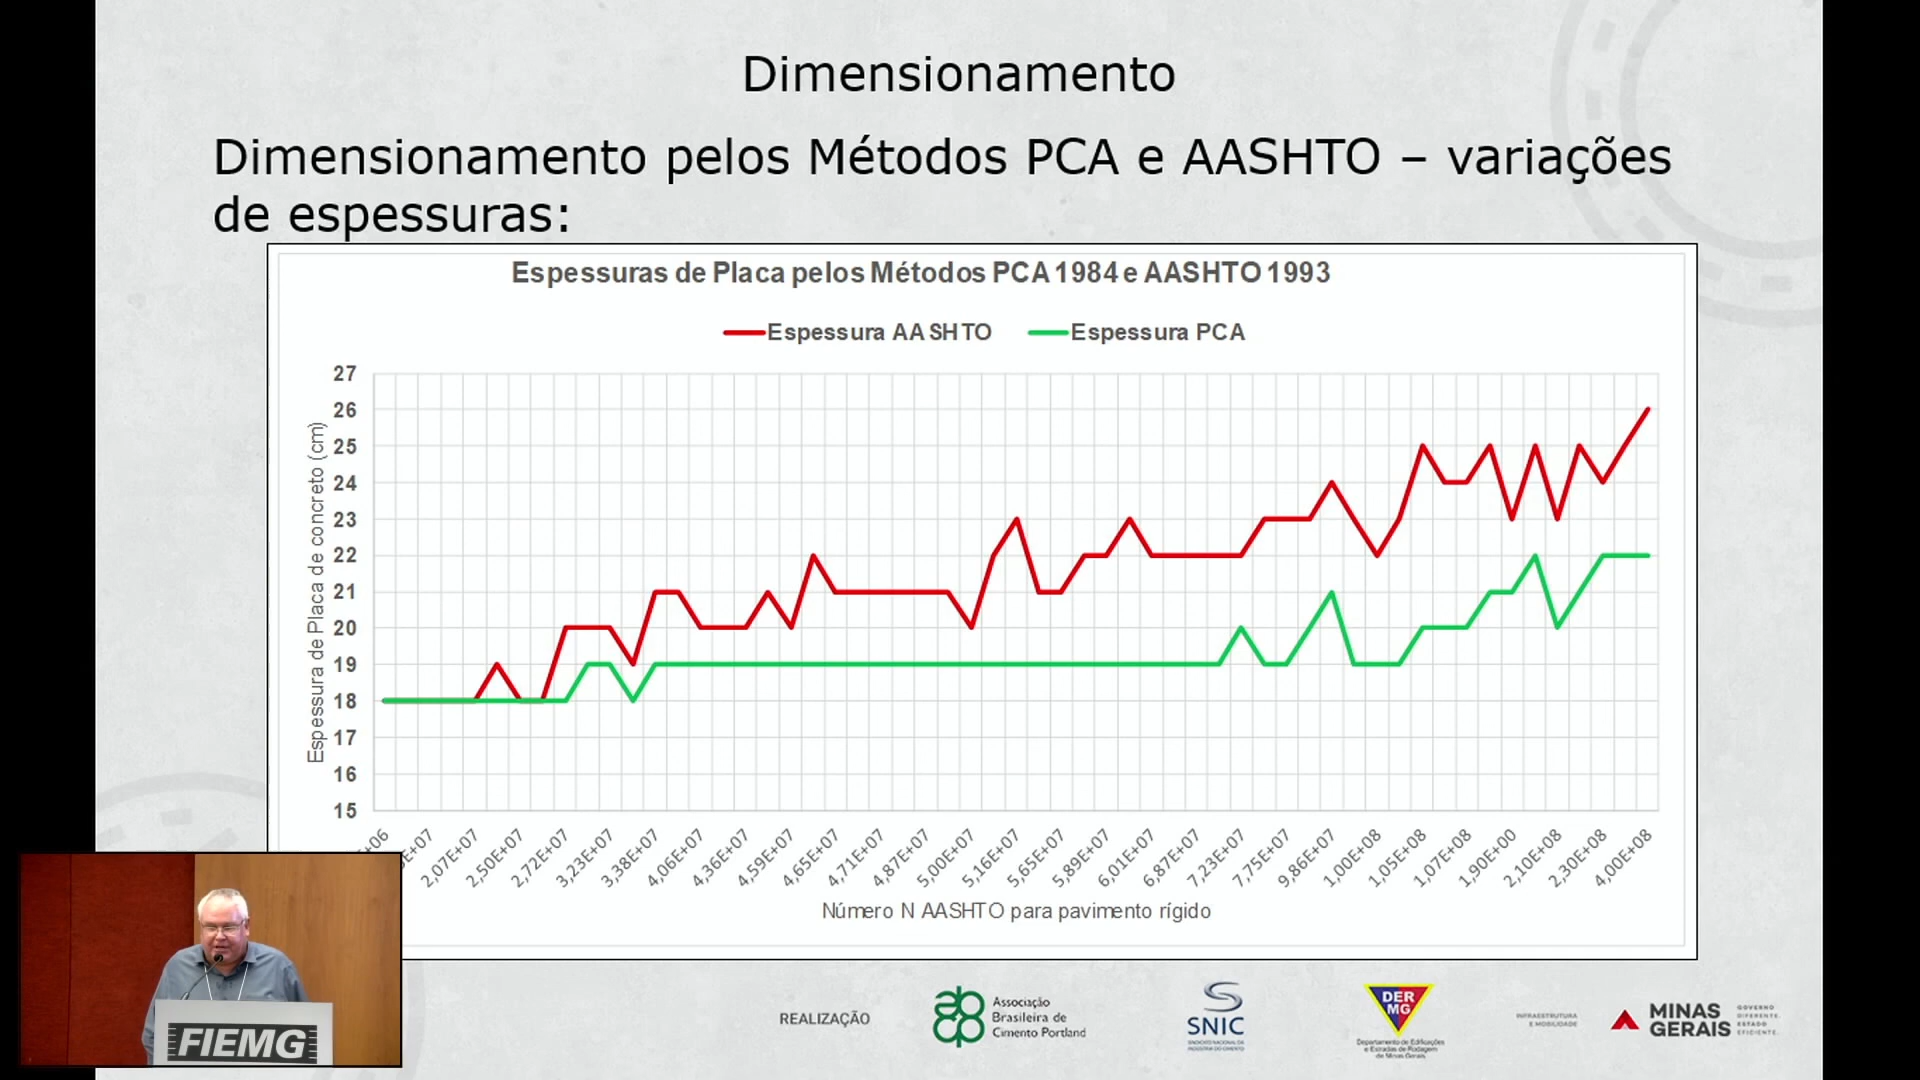 Dimensionamento
Dimensionamento pelos Métodos PCA e AASHTO – variações
de espessuras:
Espessuras de Placa pelos Métodos PCA 1984 e AASHTO 1993
Espessura AASHTO
Espessura PCA
Espessura de Placa de concreto (cm)
27
26
25
24
23
22
21
20
19
18
17
16
15
2,07E+07
2,50E+07
2,72E+07
3,23E+07
3,38E+07
4,06E+07
4,36E+07
4,59E+07
4,65E+07
4,71E+07
4,87E+07
5,00E+07
5,16E+07
5,65E+07
5,89E+07
6,01E+07
6,87E+07
7,23E+07
7,75E+07
9,86E+07
1,00E+08
1,05E+08
1,07E+08
1,90E+00
2,10E+08
2,30E+08
4,00E+08
Número N AASHTO para pavimento rígido
FIEMG
REALIZAÇÃO
Associação
Brasileira de
Cimento Portland
SNIC
SINDICATO NACIONAL DA
INDÚSTRIA DO CIMENTO
DER
MG
Departamento de Edificações
e Estradas de Rodagem
de Minas Gerais
INFRAESTRUTURA
E MOBILIDADE
MINAS
GERAIS
GOVERNO
DIFERENTE.
ESTADO
EFICIENTE.